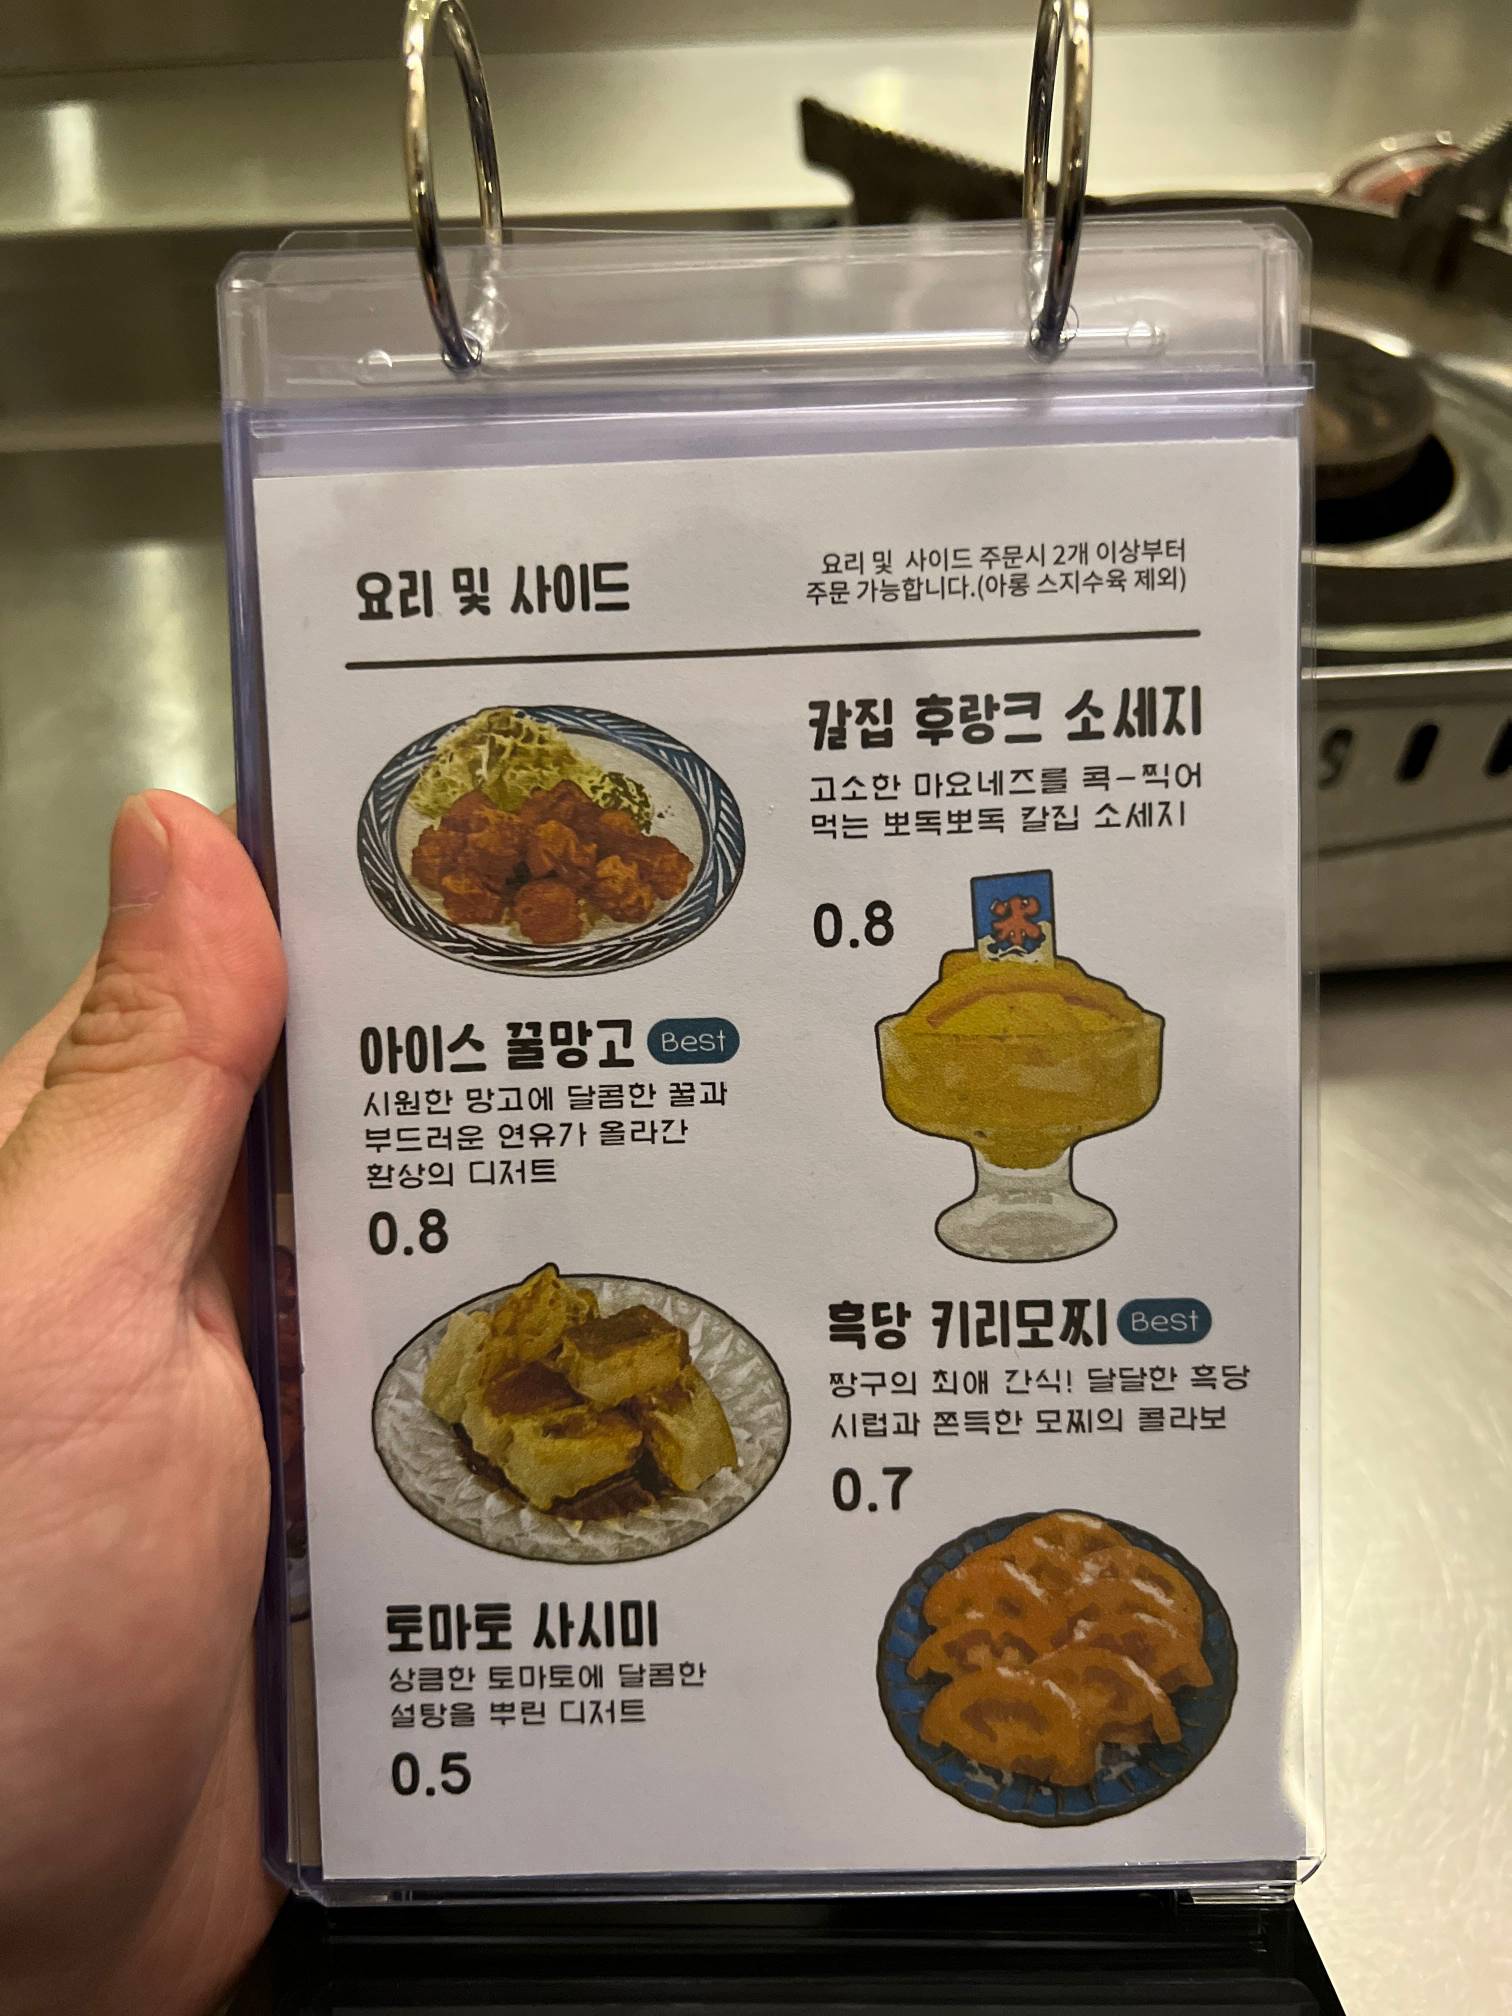 요리 및 사이드
요리 및 사이드 주문시 2개 이상부터
주문 가능합니다.(아롱 스지수육 제외)
칼집 후랑크 소세지
고소한 마요네즈를 콕-찍어
먹는 뽀독뽀독 칼집 소세지
0.8
아이스 꿀망고 Best
시원한 망고에 달콤한 꿀과
부드러운 연유가 올라간
환상의 디저트
0.8
흑당 키리모찌 Best
짱구의 최애 간식! 달달한 흑당
시럽과 쫀득한 모찌의 콜라보
0.7
토마토 사시미
상큼한 토마토에 달콤한
설탕을 뿌린 디저트
0.5